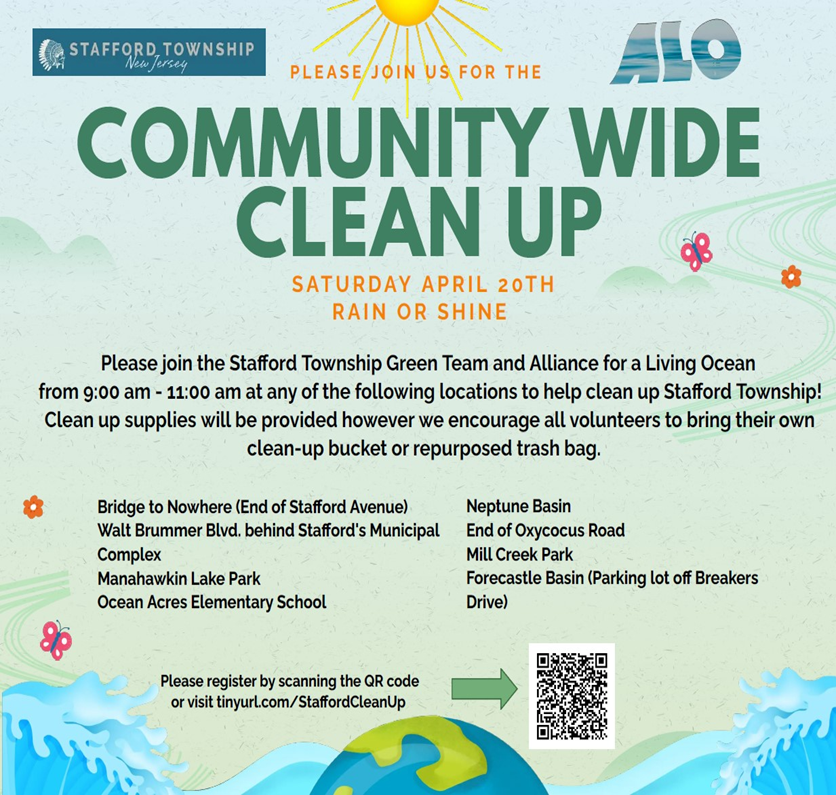 STAFFORD TOWNSHIP
New Jersey
ALO
PLEASE JOIN US FOR THE
COMMUNITY WIDE
CLEAN UP
SATURDAY APRIL 20TH
RAIN OR SHINE
Please join the Stafford Township Green Team and Alliance for a Living Ocean
from 9:00 am - 11:00 am at any of the following locations to help clean up Stafford Township!
Clean up supplies will be provided however we encourage all volunteers to bring their own
clean-up bucket or repurposed trash bag.
Bridge to Nowhere (End of Stafford Avenue)
Walt Brummer Blvd. behind Stafford's Municipal
Complex
Manahawkin Lake Park
Ocean Acres Elementary School
Neptune Basin
End of Oxycocus Road
Mill Creek Park
Forecastle Basin (Parking lot off Breakers
Drive)
Please register by scanning the QR code
or visit tinyurl.com/StaffordCleanUp